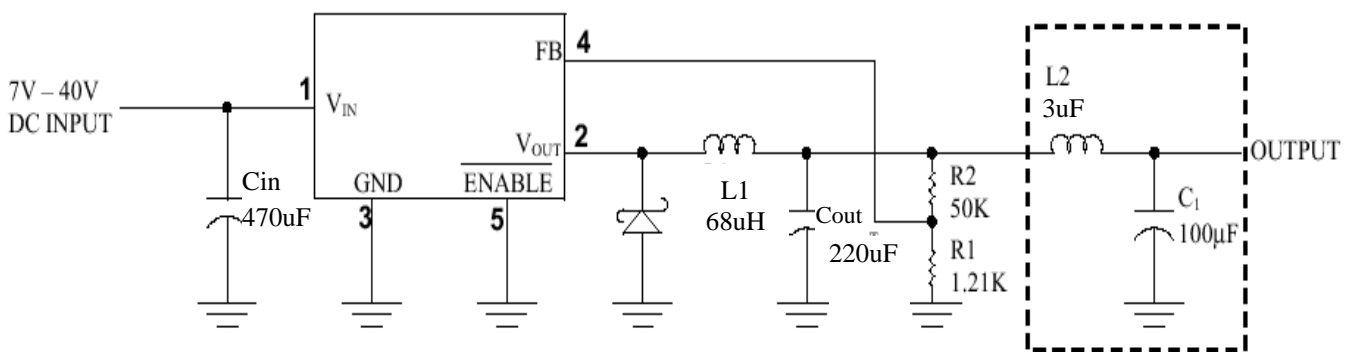 7V – 40V
DC INPUT
Cin
470uF
1
VIN
GND
3
ENABLE
5
FB
4
VOUT
2
L1
68uH
Cout
220uF
R2
50K
R1
1.21K
L2
3uF
C1
100µF
OUTPUT